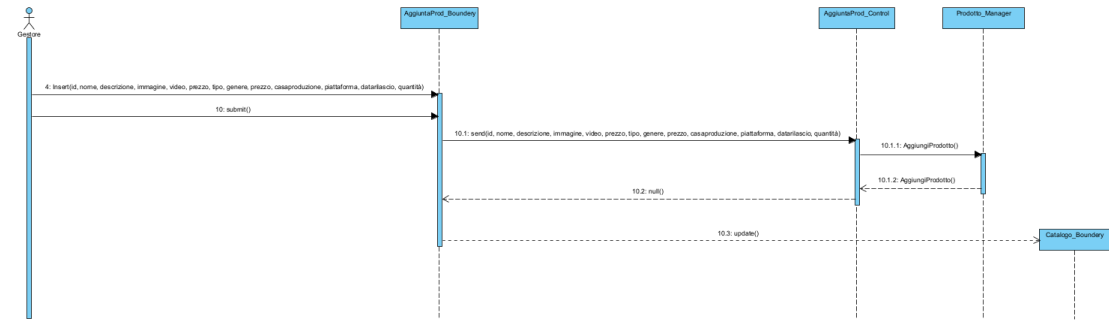 AggiuntaProd_Boundery
AggiuntaProd_Control
Prodotto_Manager
Gestore
4: Insert(id, nome, descrizione, immagine, video, prezzo, tipo, genere, prezzo, casaproduzione, piattaforma, datarilascio, quantità)
10: submit()
10.1: send(id, nome, descrizione, immagine, video, prezzo, tipo, genere, prezzo, casaproduzione, piattaforma, datarilascio, quantità)
10.1.1: AggiungiProdotto()
10.1.2: AggiungiProdotto()
10.2: null()
10.3: update()
Catalogo_Boundery